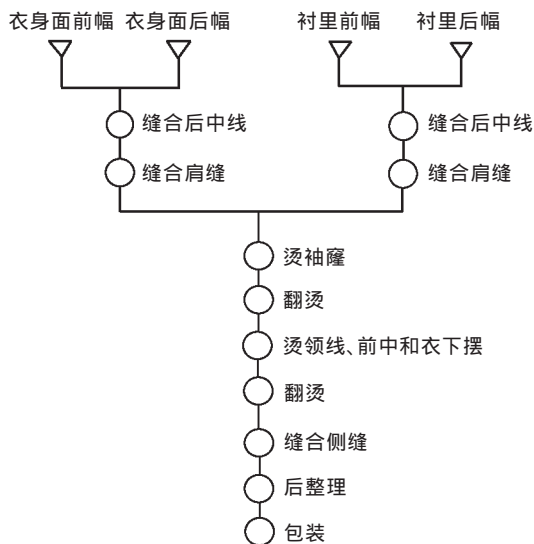 衣身面前幅 衣身面后幅 衬里前幅 衬里后幅
缝合后中线 缝合后中线
缝合肩缝 缝合肩缝
烫袖窿
翻烫
烫领线、前中和衣下摆
翻烫
缝合侧缝
后整理
包装